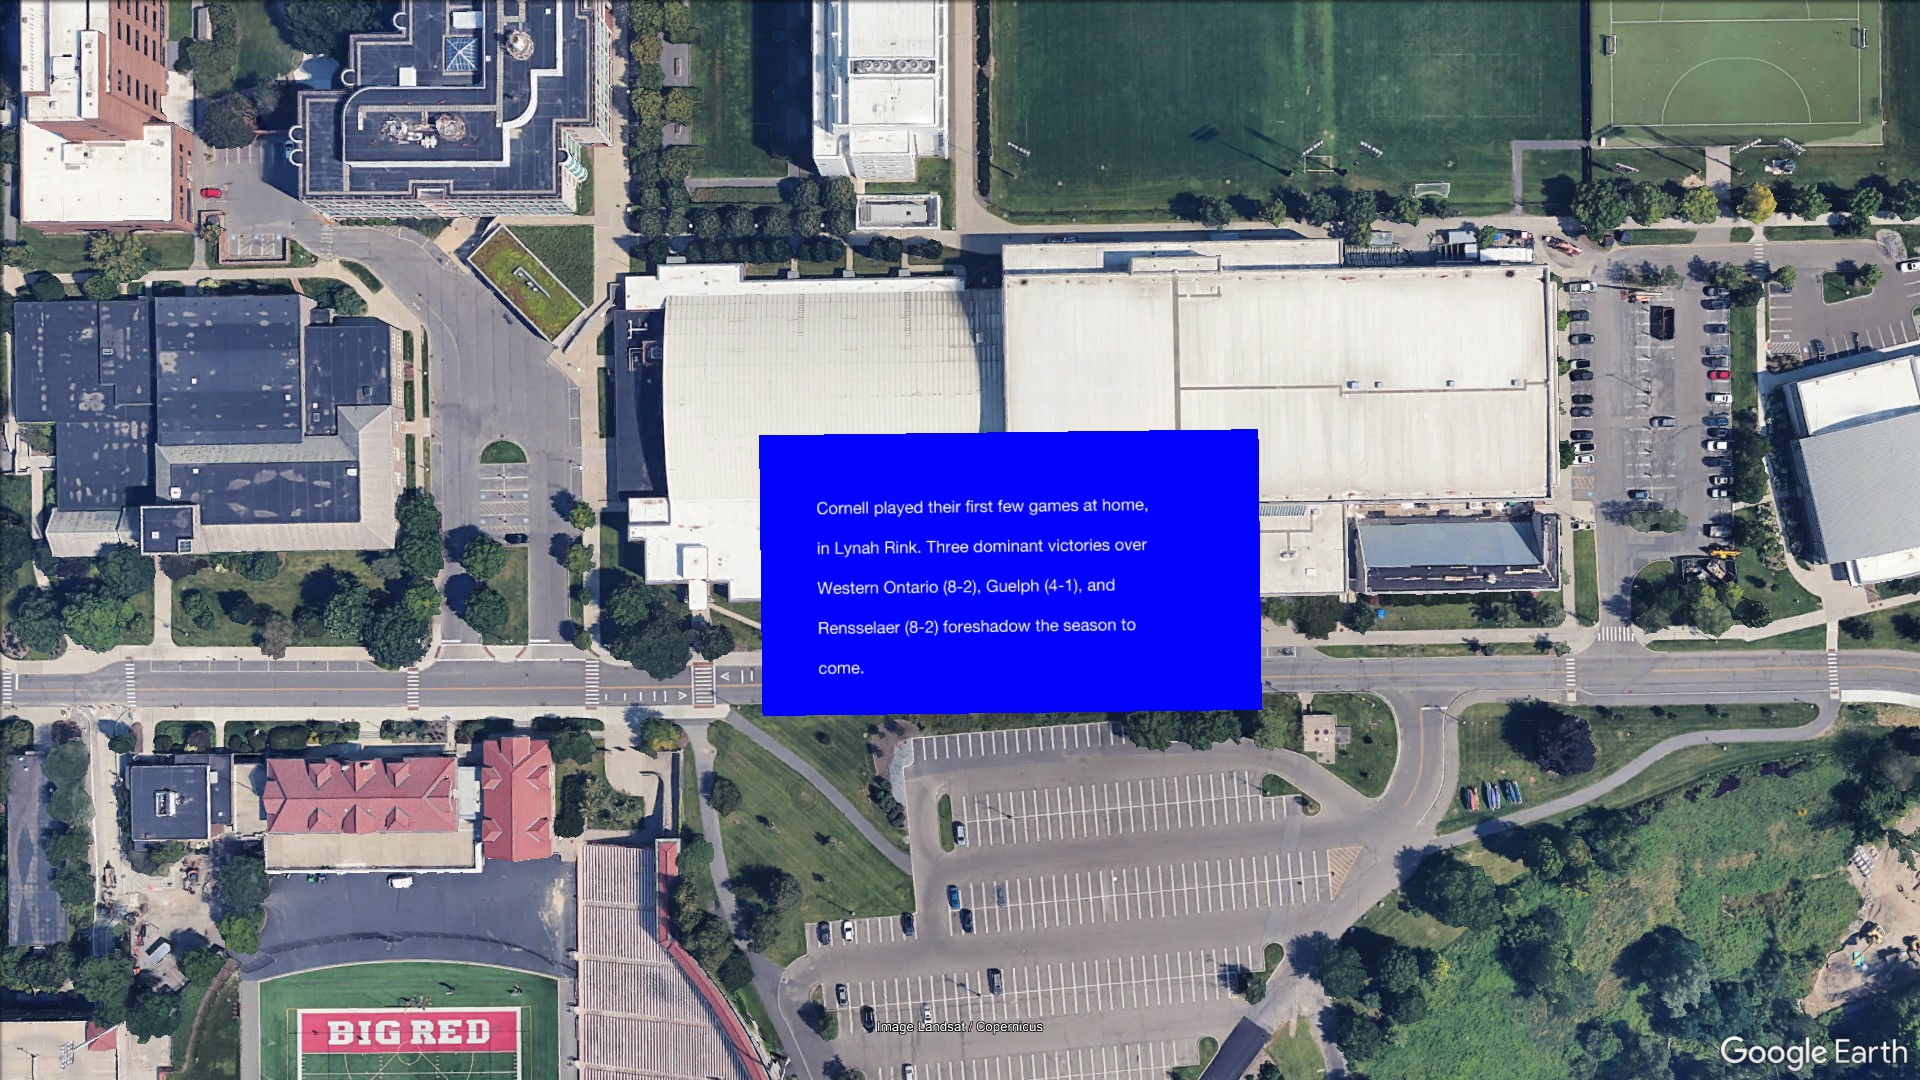 Cornell played their first few games at home,
in Lynah Rink. Three dominant victories over
Western Ontario (8-2), Guelph (4-1), and
Rensselaer (8-2) foreshadow the season to
come.
BIG RED
Image Landsat / Copernicus
Google Earth